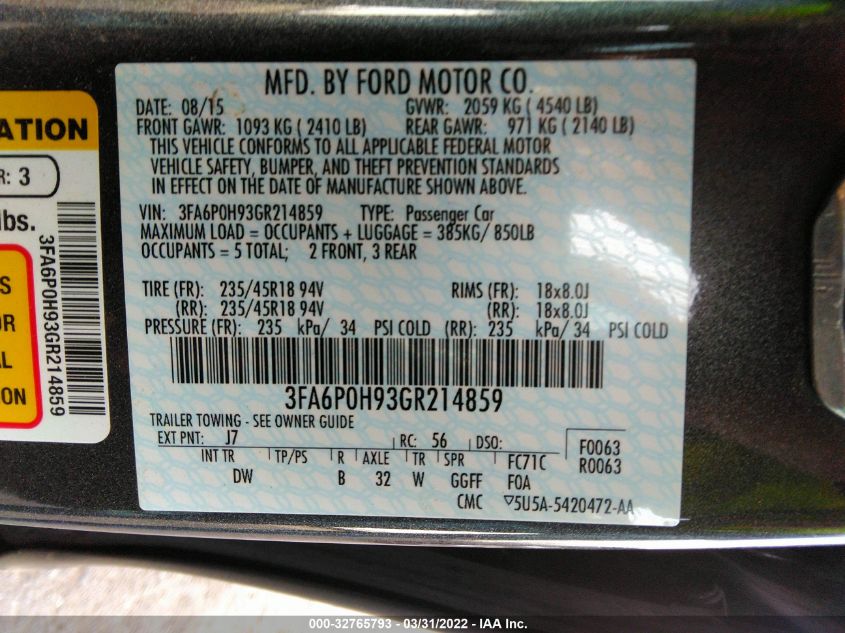 MFD. BY FORD MOTOR CO.
DATE: 08/15 GVWR: 2059 KG ( 4540 LB)
FRONT GAWR: 1093 KG ( 2410 LB) REAR GAWR: 971 KG ( 2140 LB)
THIS VEHICLE CONFORMS TO ALL APPLICABLE FEDERAL MOTOR
VEHICLE SAFETY, BUMPER, AND THEFT PREVENTION STANDARDS
IN EFFECT ON THE DATE OF MANUFACTURE SHOWN ABOVE.
VIN: 3FA6P0H93GR214859 TYPE: Passenger Car
MAXIMUM LOAD = OCCUPANTS + LUGGAGE = 385KG/ 850LB
OCCUPANTS = 5 TOTAL; 2 FRONT, 3 REAR
TIRE (FR): 235/45R18 94V RIMS (FR): 18x8.0J
(RR): 235/45R18 94V (RR): 18x8.0J
PRESSURE (FR): 235 kPa/ 34 PSI COLD (RR): 235 kPa/ 34 PSI COLD
3FA6P0H93GR214859
TRAILER TOWING - SEE OWNER GUIDE
EXT PNT: J7 RC: 56 DSO: F0063
INT TR TP/PS R AXLE TR SPR FC71C R0063
DW B 32 W GGFF F0A
CMC ▽5U5A-5420472-AA
ATION
R: 3
lbs.
S
OR
AL
ION
3FA6P0H93GR214859
000-32765793 - 03/31/2022 - IAA Inc.